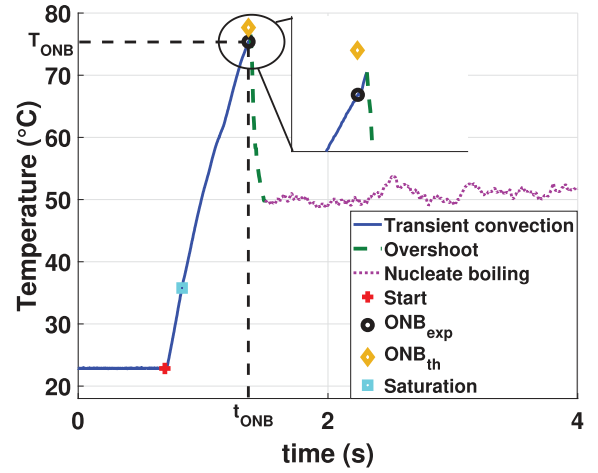 80
T_ONB
70
60
50
40
30
20
Temperature (°C)
Transient convection
Overshoot
Nucleate boiling
Start
ONB_exp
ONB_th
Saturation
0
t_ONB
2
4
time (s)